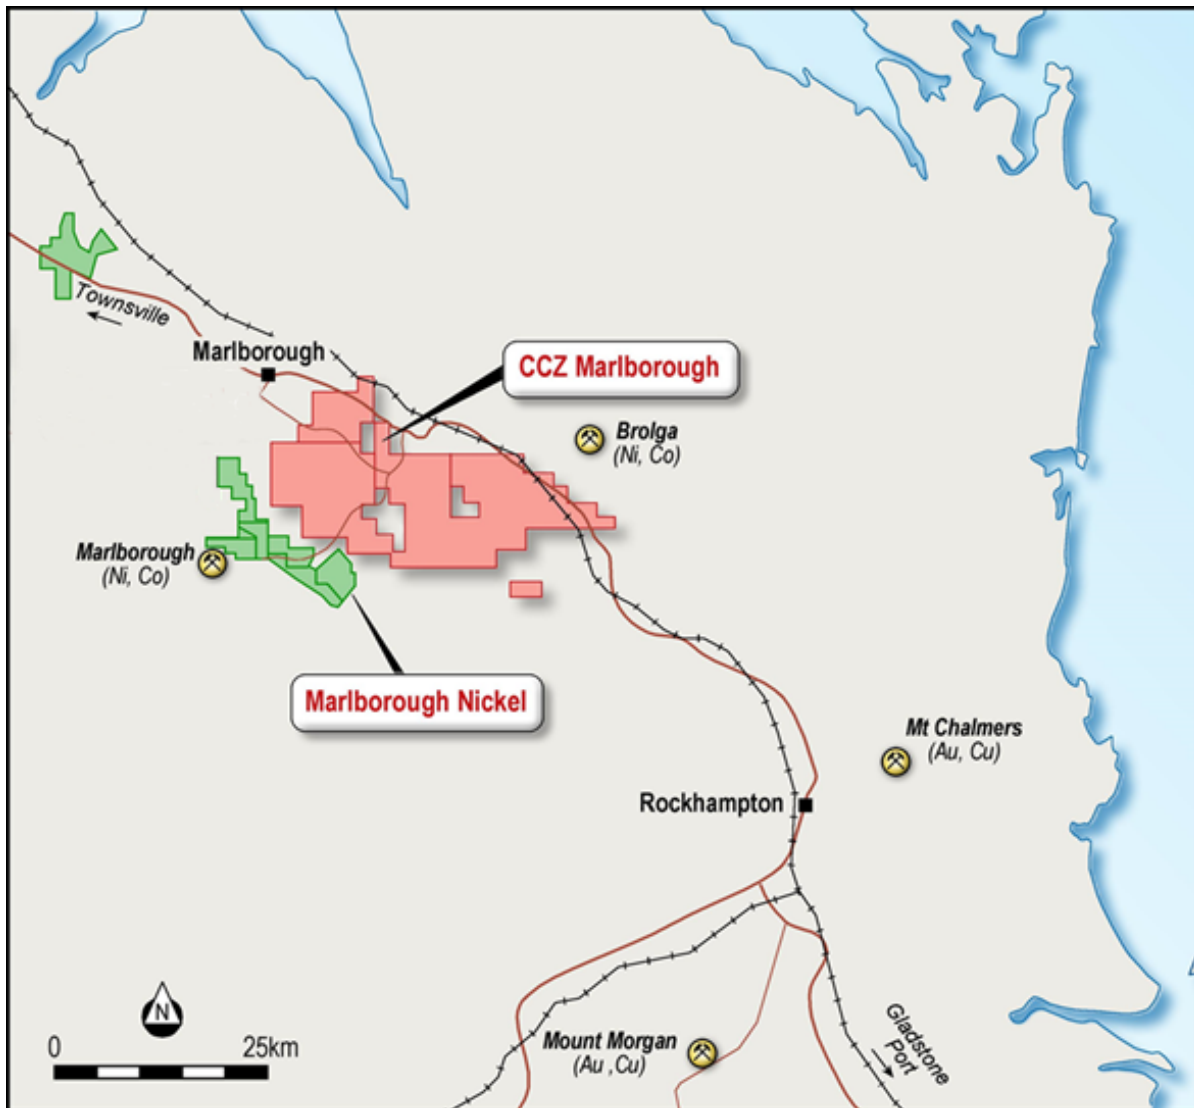 Townsville
Marlborough
CCZ Marlborough
Brolga
(Ni, Co)
Marlborough
(Ni, Co)
Marlborough Nickel
Mt Chalmers
(Au, Cu)
Rockhampton
N
0 25km
Mount Morgan
(Au ,Cu)
Gladstone
Port